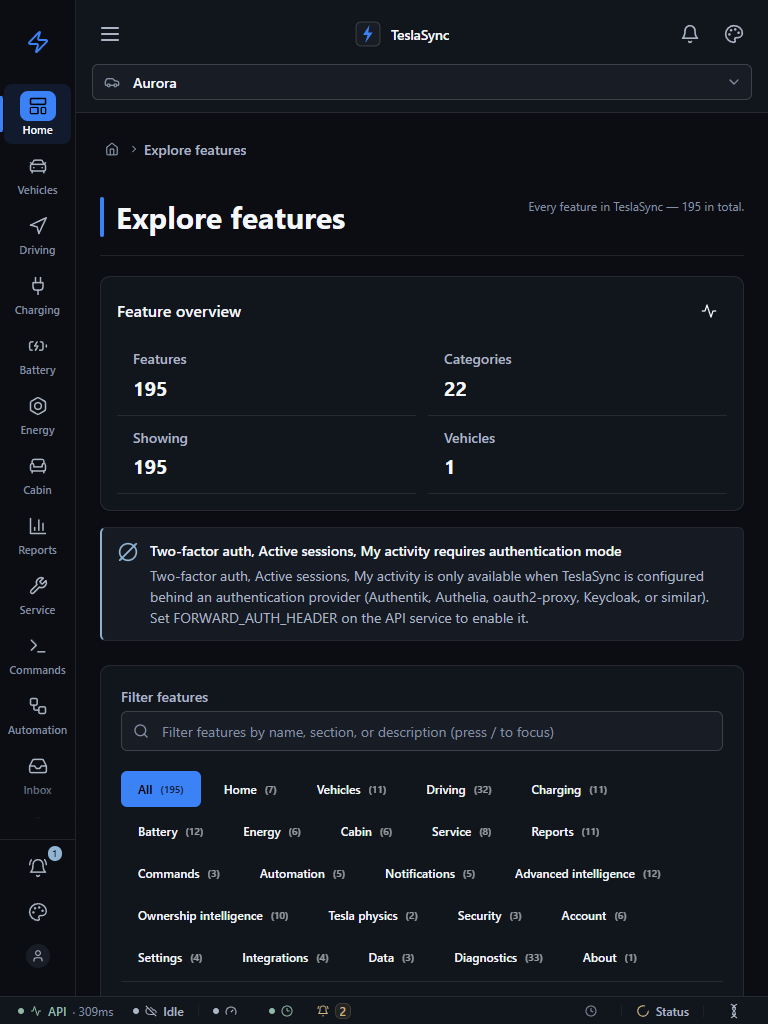 TeslaSync
Aurora
Home
Vehicles
Driving
Charging
Battery
Energy
Cabin
Reports
Service
Commands
Automation
Inbox
1
Explore features
Explore features
Every feature in TeslaSync — 195 in total.
Feature overview
Features
195
Categories
22
Showing
195
Vehicles
1
Two-factor auth, Active sessions, My activity requires authentication mode
Two-factor auth, Active sessions, My activity is only available when TeslaSync is configured
behind an authentication provider (Authentik, Authelia, oauth2-proxy, Keycloak, or similar).
Set FORWARD_AUTH_HEADER on the API service to enable it.
Filter features
Filter features by name, section, or description (press / to focus)
All (195) Home (7) Vehicles (11) Driving (32) Charging (11)
Battery (12) Energy (6) Cabin (6) Service (8) Reports (11)
Commands (3) Automation (5) Notifications (5) Advanced intelligence (12)
Ownership intelligence (10) Tesla physics (2) Security (3) Account (6)
Settings (4) Integrations (4) Data (3) Diagnostics (33) About (1)
API · 309ms Idle 2 Status